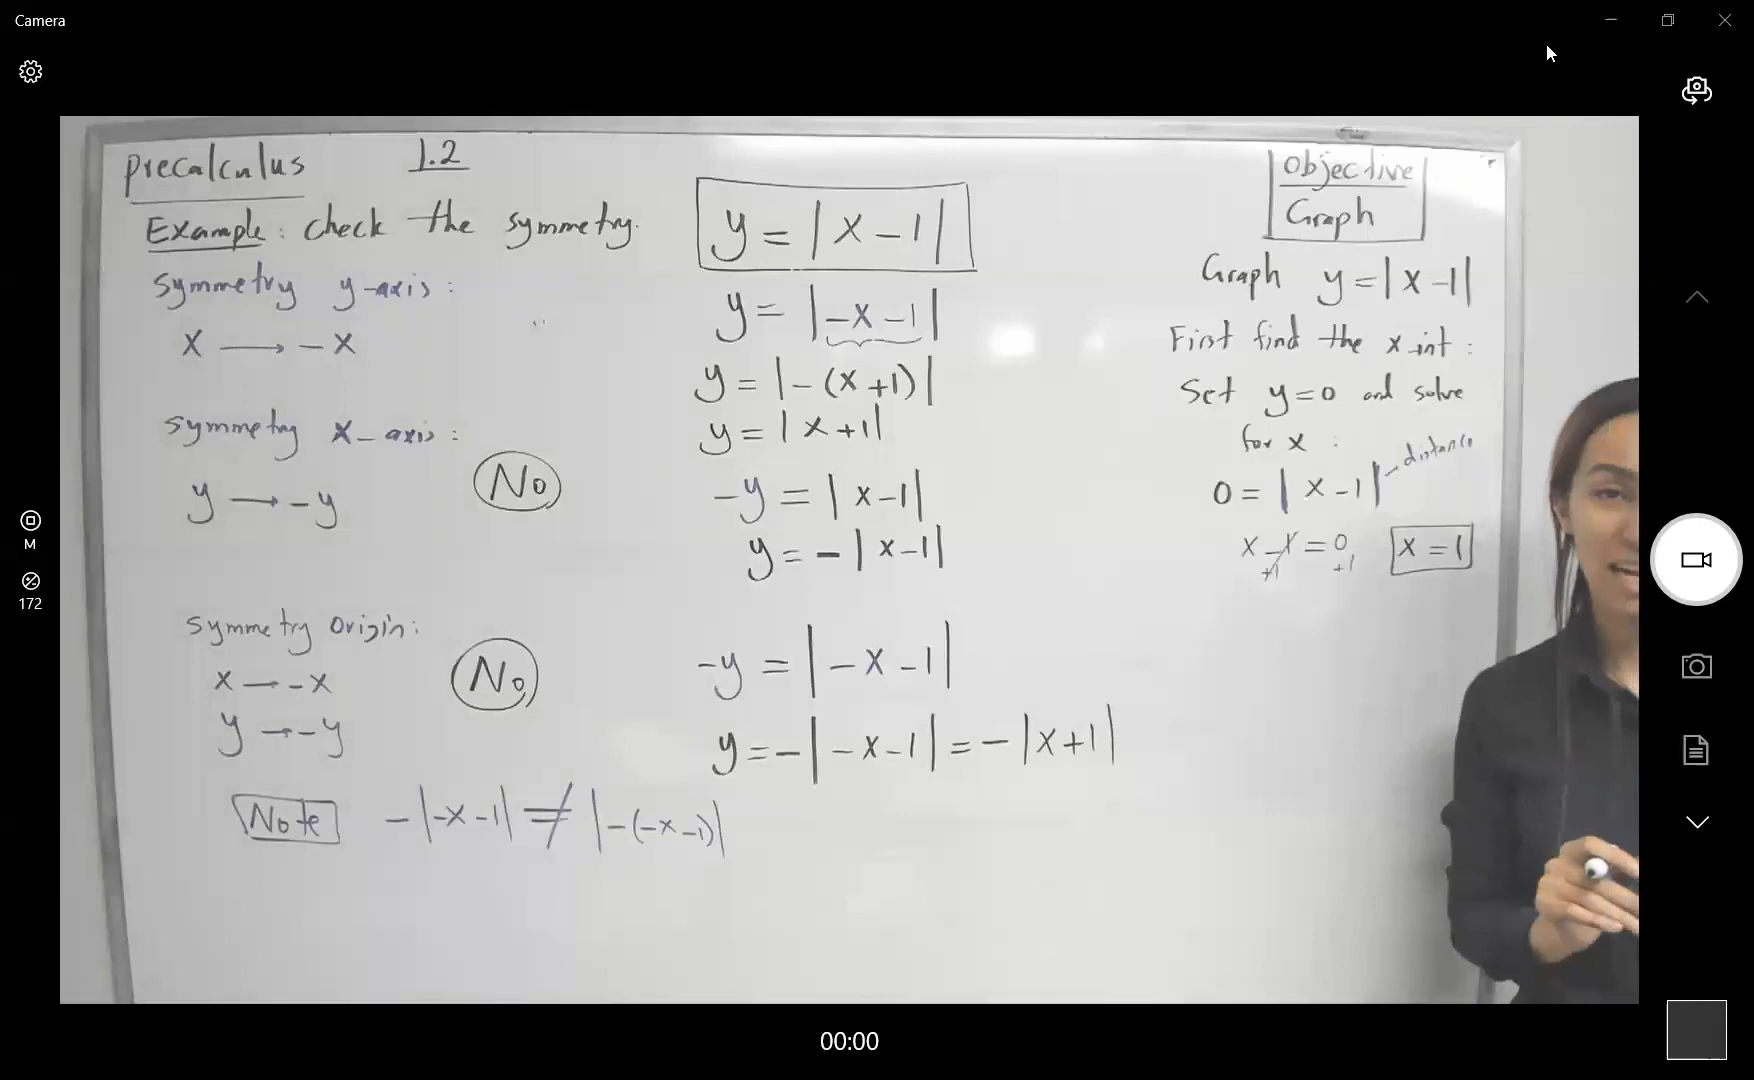 Camera
precalculus 1.2
Example: check the symmetry.
y = |x-1|
symmetry y-axis:
x → -x
y = |-x-1|
y = |-(x+1)|
y = |x+1|
symmetry x-axis:
y → -y
No
-y = |x-1|
y = -|x-1|
symmetry origin:
x → -x
y → -y
No
-y = |-x-1|
y = -|-x-1| = -|x+1|
Note -|-x-1| ≠ |-(-x-1)|
Objective
Graph
Graph y = |x-1|
First find the x-int:
Set y=0 and solve
for x:
0 = |x-1| - distance
x-1=0, x=1
+1 +1
M
172
00:00